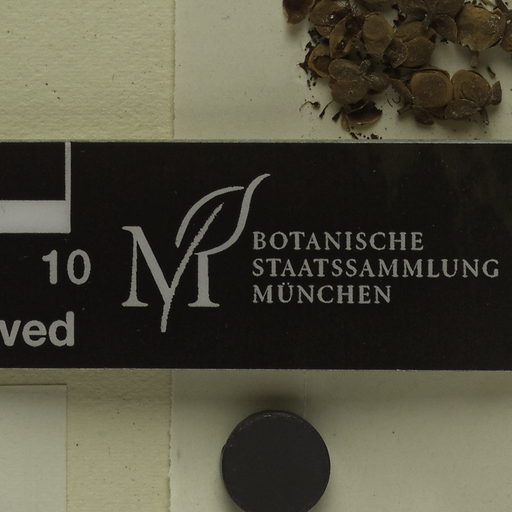 10
ved
BOTANISCHE
STAATSSAMMLUNG
MÜNCHEN